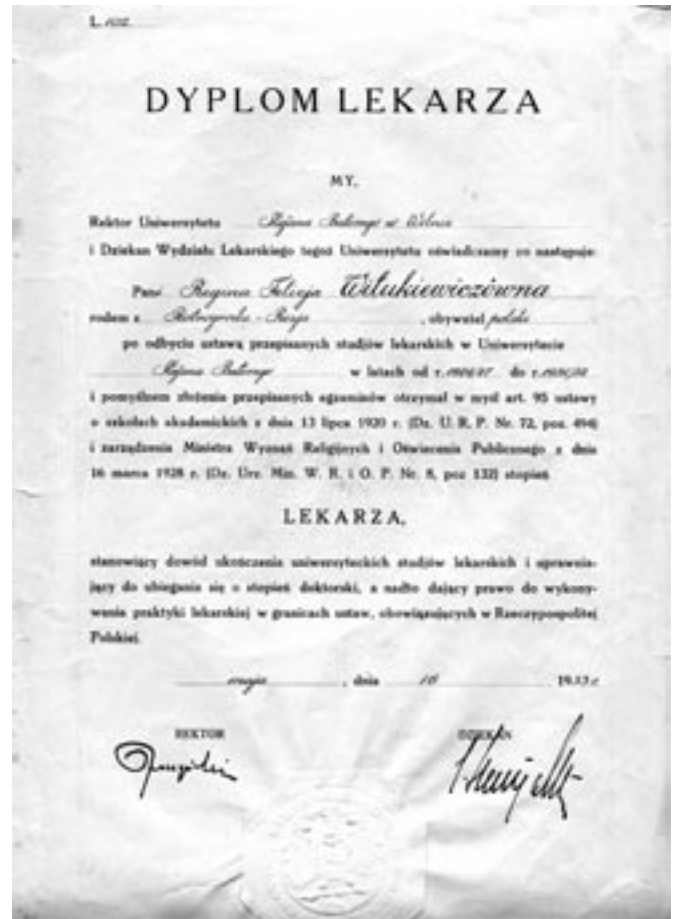 L.
DYPLOM LEKARZA
MY,
Rektor Uniwersytetu Stefana Batorego w Wilnie
i Dziekan Wydziału Lekarskiego tegoż Uniwersytetu oświadczamy co następuje:
Pani Regina Felicja Witukiewiczówna
rodem z - Rosja , obywatel polski
po odbyciu ustawą przepisanych studjów lekarskich w Uniwersytecie
Stefana Batorego w latach od r. do r.
i pomyślnem złożeniu przepisanych egzaminów otrzymał w myśl art. 95 ustawy
o szkołach akademickich z dnia 13 lipca 1920 r. (Dz. U. R. P. Nr. 72, poz. 494)
i zarządzenia Ministra Wyznań Religijnych i Oświecenia Publicznego z dnia
16 marca 1928 r. (Dz. Urz. Min. W. R. i O. P. Nr. 8, poz 132) stopień
LEKARZA,
stanowiący dowód ukończenia uniwersyteckich studjów lekarskich i uprawnia-
jący do ubiegania się o stopień doktorski, a nadto dający prawo do wykony-
wania praktyki lekarskiej w granicach ustaw, obowiązujących w Rzeczypospolitej
Polskiej.
maja , dnia 10 1933 r.
REKTOR DZIEKAN